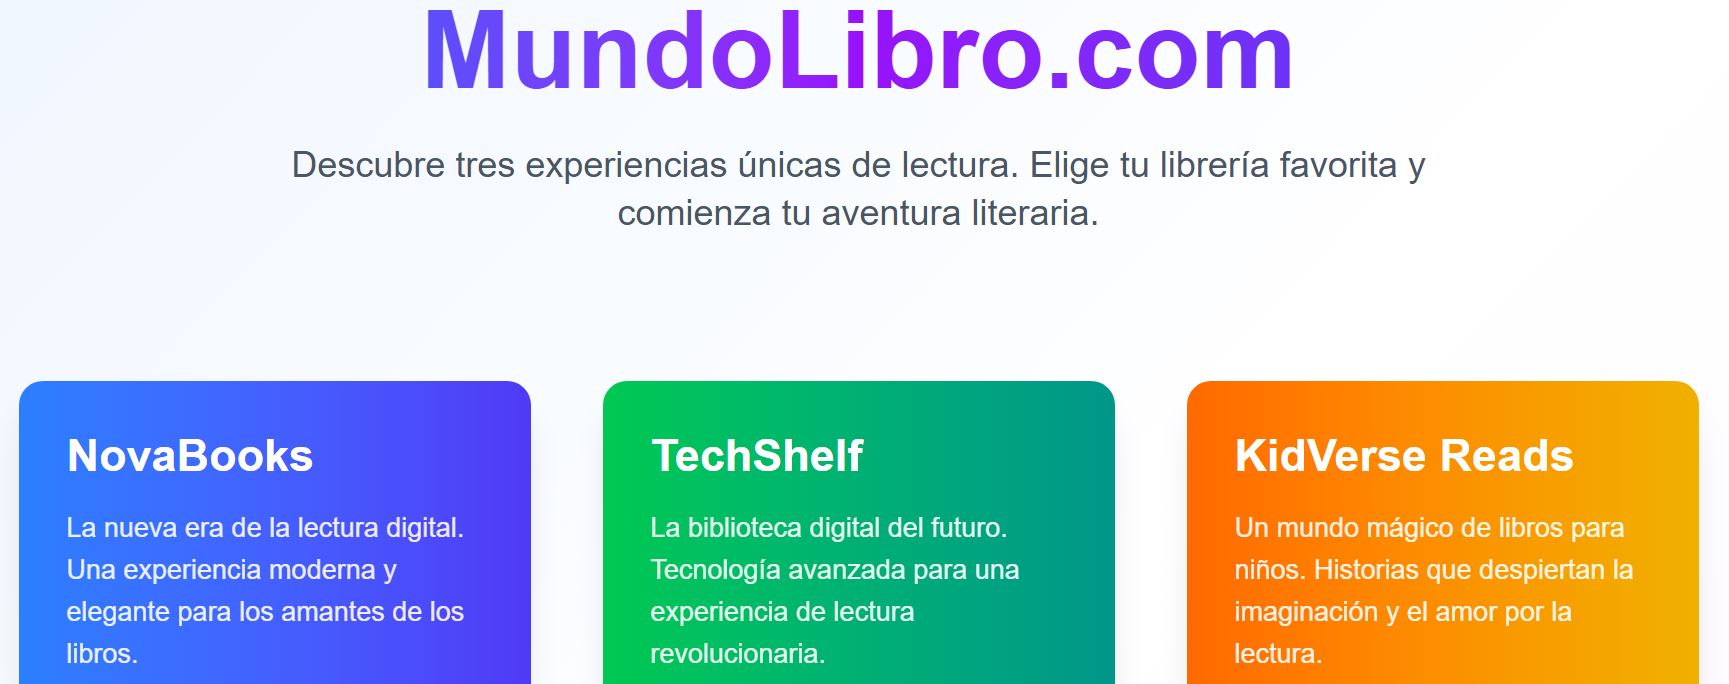 MundoLibro.com
Descubre tres experiencias únicas de lectura. Elige tu librería favorita y
comienza tu aventura literaria.
NovaBooks
La nueva era de la lectura digital.
Una experiencia moderna y
elegante para los amantes de los
libros.
TechShelf
La biblioteca digital del futuro.
Tecnología avanzada para una
experiencia de lectura
revolucionaria.
KidVerse Reads
Un mundo mágico de libros para
niños. Historias que despiertan la
imaginación y el amor por la
lectura.